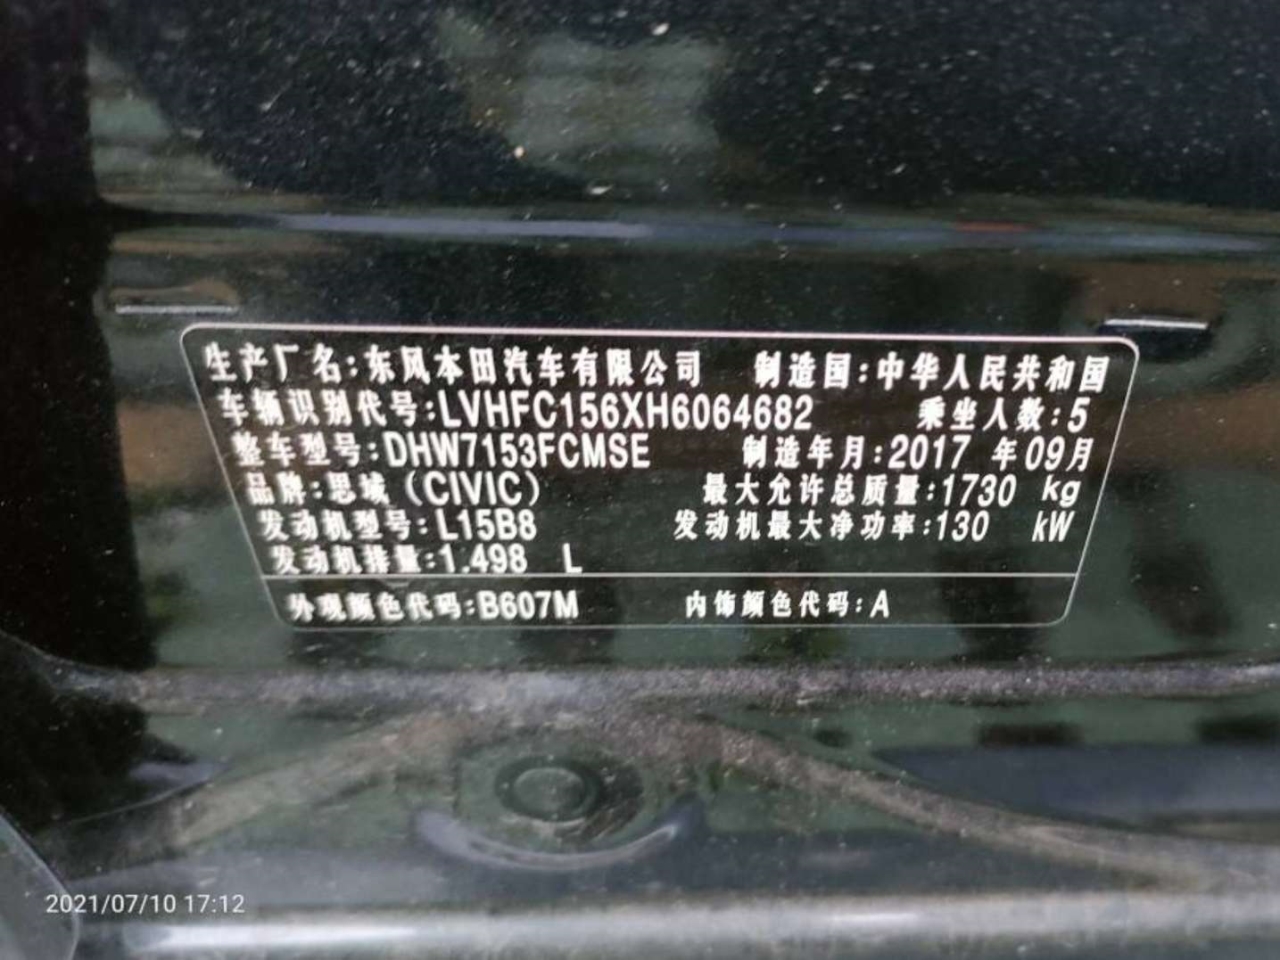 生产厂名:东风本田汽车有限公司 制造国:中华人民共和国
车辆识别代号:LVHFC156XH6064682 乘坐人数:5
整车型号:DHW7153FCMSE 制造年月:2017 年09月
品牌:思域(CIVIC) 最大允许总质量:1730 kg
发动机型号:L15B8 发动机最大净功率:130 kW
发动机排量:1.498 L
外观颜色代码:B607M 内饰颜色代码:A
2021/07/10 17:12